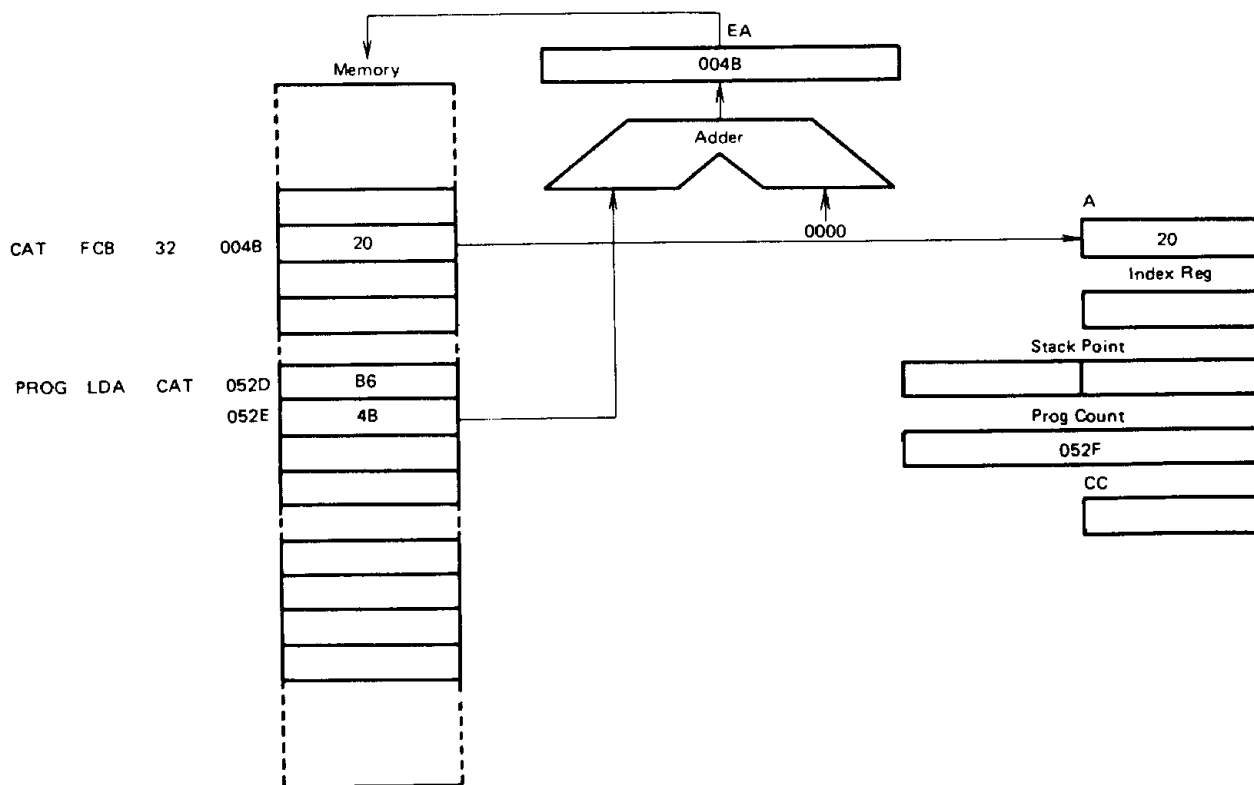 EA
004B
Memory
Adder
A
0000
CAT FCB 32 004B 20
20
Index Reg
Stack Point
PROG LDA CAT 052D B6
052E 4B
Prog Count
052F
CC